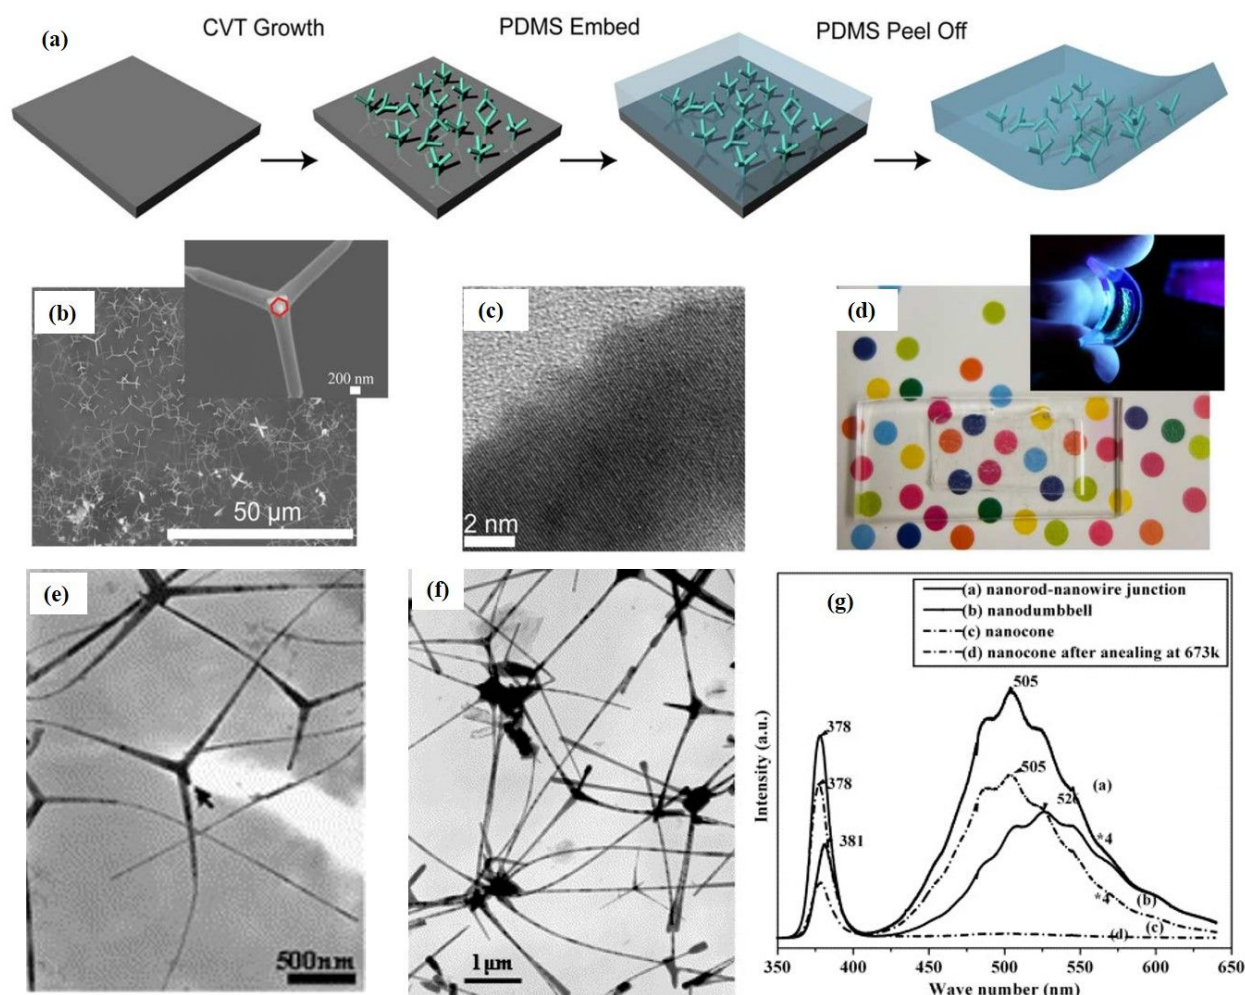 (a)
CVT Growth
PDMS Embed
PDMS Peel Off
(b)
200 nm
50 µm
(c)
2 nm
(d)
(e)
500nm
(f)
1µm
(g)
(a) nanorod-nanowire junction
(b) nanodumbbell
(c) nanocone
(d) nanocone after anealing at 673k
505
378
378
505
(a)
381
*4
*4
(b)
(c)
(d)
Intensity (a.u.)
350 400 450 500 550 600 650
Wave number (nm)